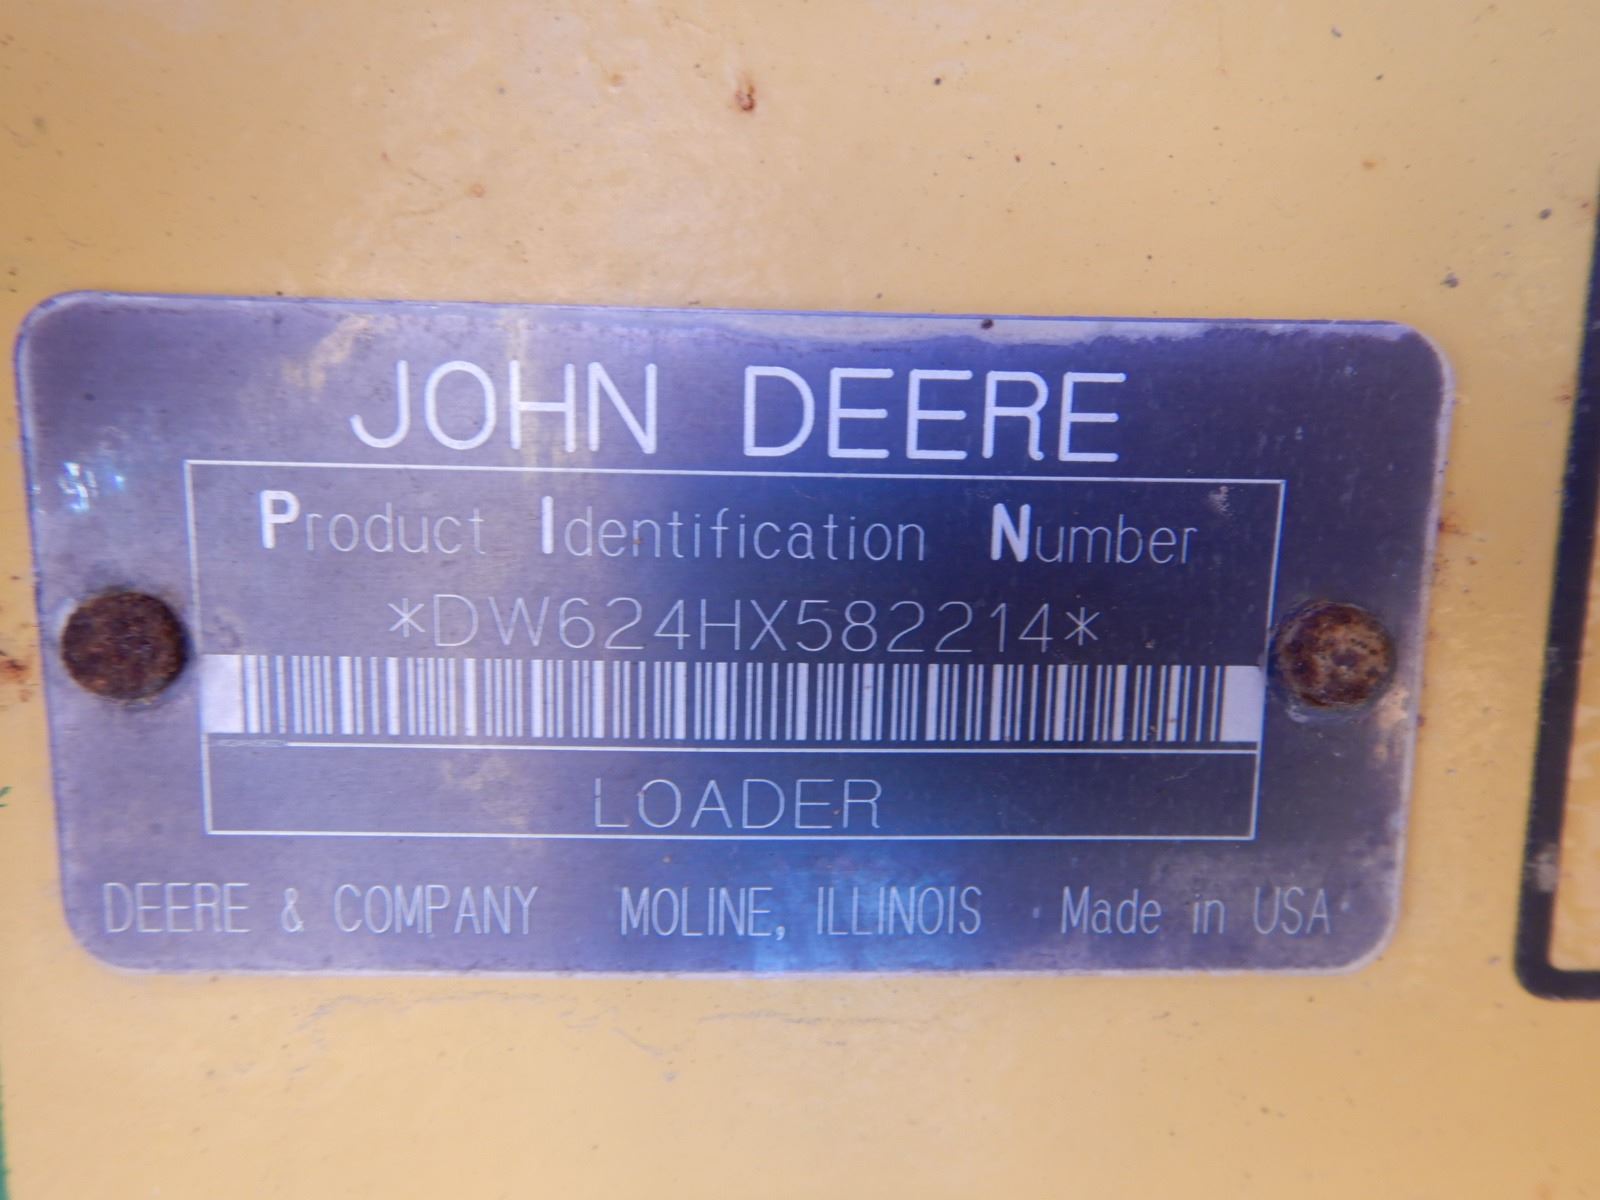 JOHN DEERE
Product Identification Number
*DW624HX582214*
LOADER
DEERE & COMPANY MOLINE, ILLINOIS Made in USA